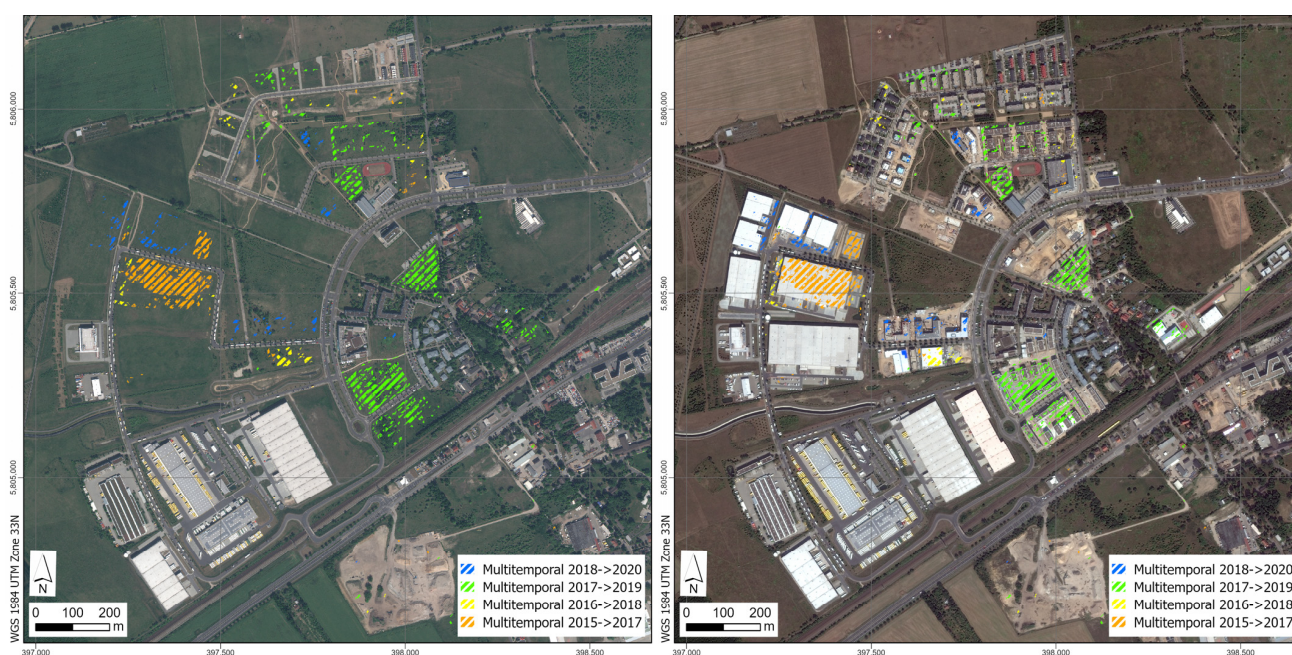 5.806.000
5.805.500
5.805.000
WGS 1984 UTM Zone 33N
N
0 100 200
m
Multitemporal 2018->2020
Multitemporal 2017->2019
Multitemporal 2016->2018
Multitemporal 2015->2017
397.000
397.500
398.000
398.500
5.806.000
5.805.500
5.805.000
WGS 1984 UTM Zone 33N
N
0 100 200
m
Multitemporal 2018->2020
Multitemporal 2017->2019
Multitemporal 2016->2018
Multitemporal 2015->2017
397.000
397.500
398.000
398.500